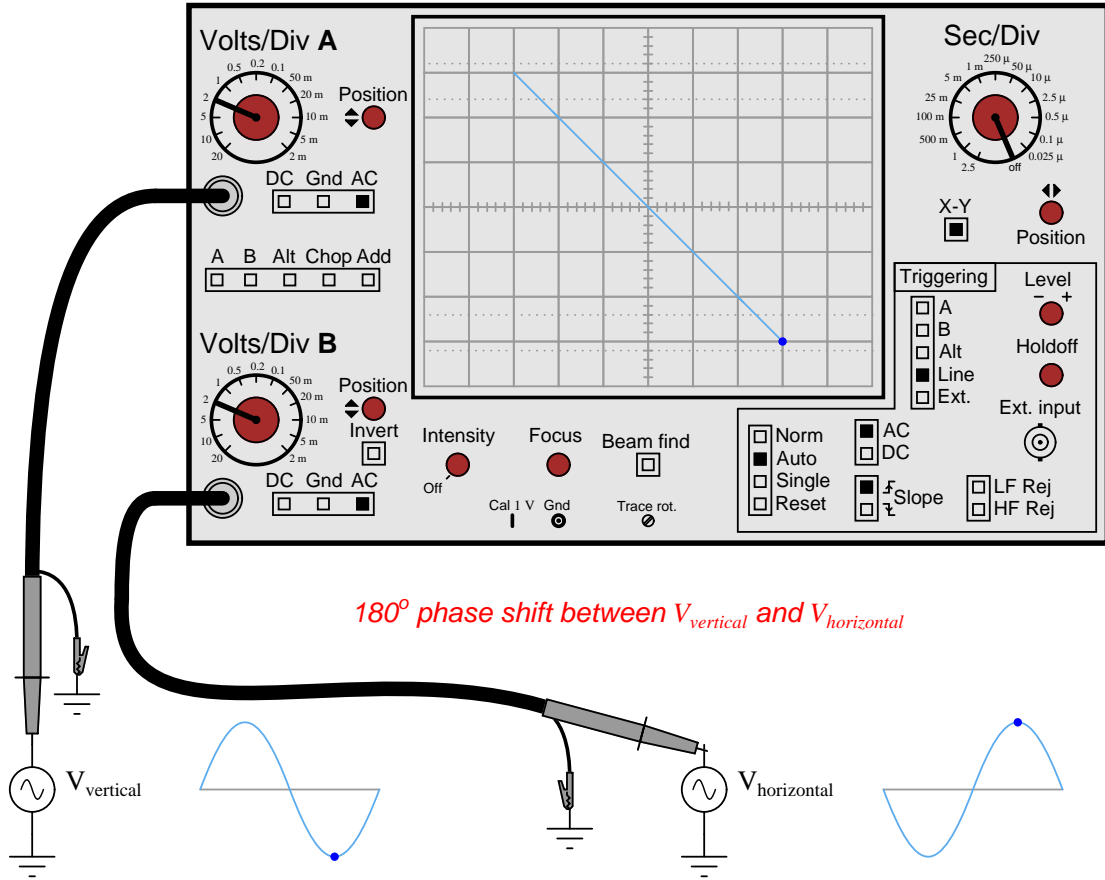 Volts/Div A
20 10 5 2 1 0.5 0.2 0.1 50 m 20 m 10 m 5 m 2 m
Position
DC Gnd AC
A B Alt Chop Add
Volts/Div B
20 10 5 2 1 0.5 0.2 0.1 50 m 20 m 10 m 5 m 2 m
Position
Invert
DC Gnd AC
Intensity
Off
Focus
Beam find
Cal 1 V Gnd
Trace rot.
Sec/Div
2.5 1 500 m 100 m 25 m 5 m 1 m 250 µ 50 µ 10 µ 2.5 µ 0.5 µ 0.1 µ 0.025 µ off
X-Y
Position
Triggering
A
B
Alt
Line
Ext.
Level
− +
Holdoff
Ext. input
Norm
Auto
Single
Reset
AC
DC
Slope
LF Rej
HF Rej
180o phase shift between Vvertical and Vhorizontal
Vvertical
Vhorizontal